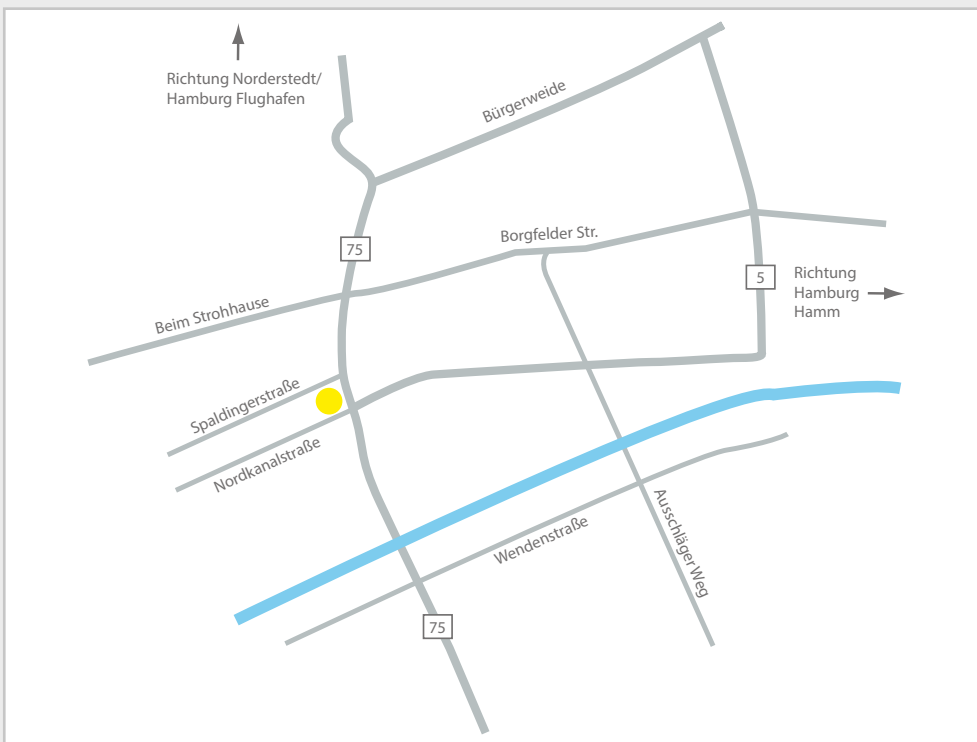 Richtung Norderstedt/
Hamburg Flughafen
Bürgerweide
75
Borgfelder Str.
5
Richtung
Hamburg
Hamm
Beim Strohhause
Spaldingerstraße
Nordkanalstraße
Wendenstraße
Ausschläger Weg
75